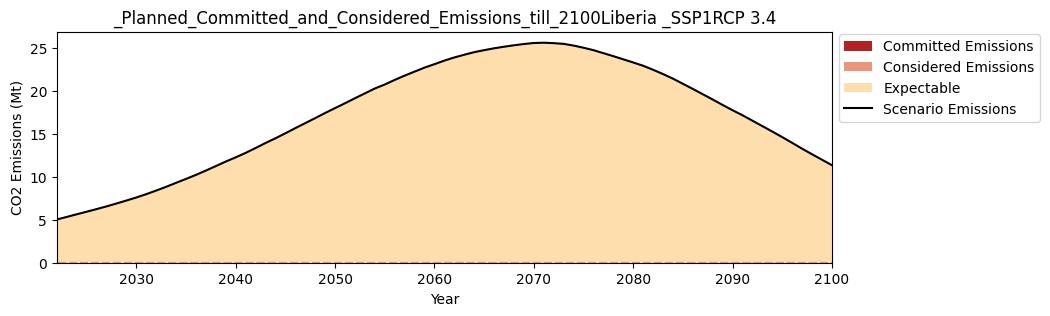 _Planned_Committed_and_Considered_Emissions_till_2100Liberia _SSP1RCP 3.4
CO2 Emissions (Mt)
25
20
15
10
5
0
2030 2040 2050 2060 2070 2080 2090 2100
Year
Committed Emissions
Considered Emissions
Expectable
Scenario Emissions